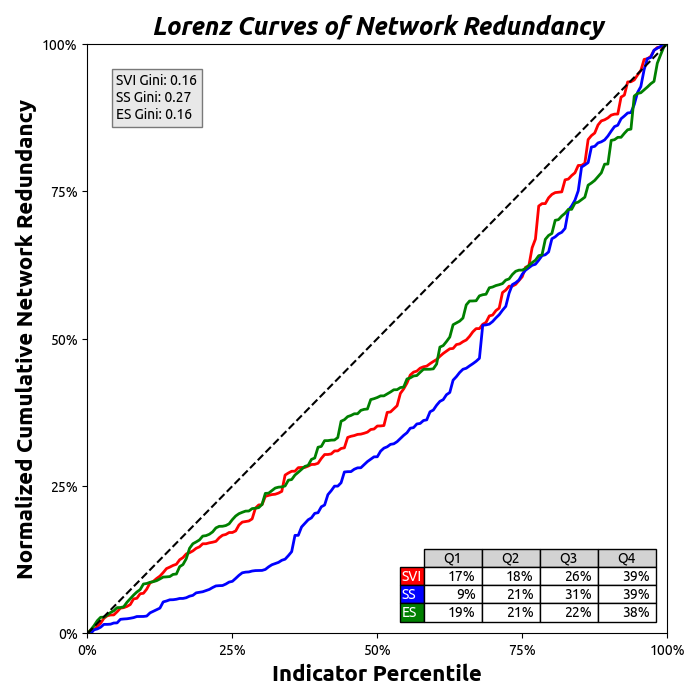 Lorenz Curves of Network Redundancy
100%
SVI Gini: 0.16
SS Gini: 0.27
ES Gini: 0.16
75%
50%
25%
0%
Normalized Cumulative Network Redundancy
Q1 Q2 Q3 Q4
SVI 17% 18% 26% 39%
SS 9% 21% 31% 39%
ES 19% 21% 22% 38%
0% 25% 50% 75% 100%
Indicator Percentile